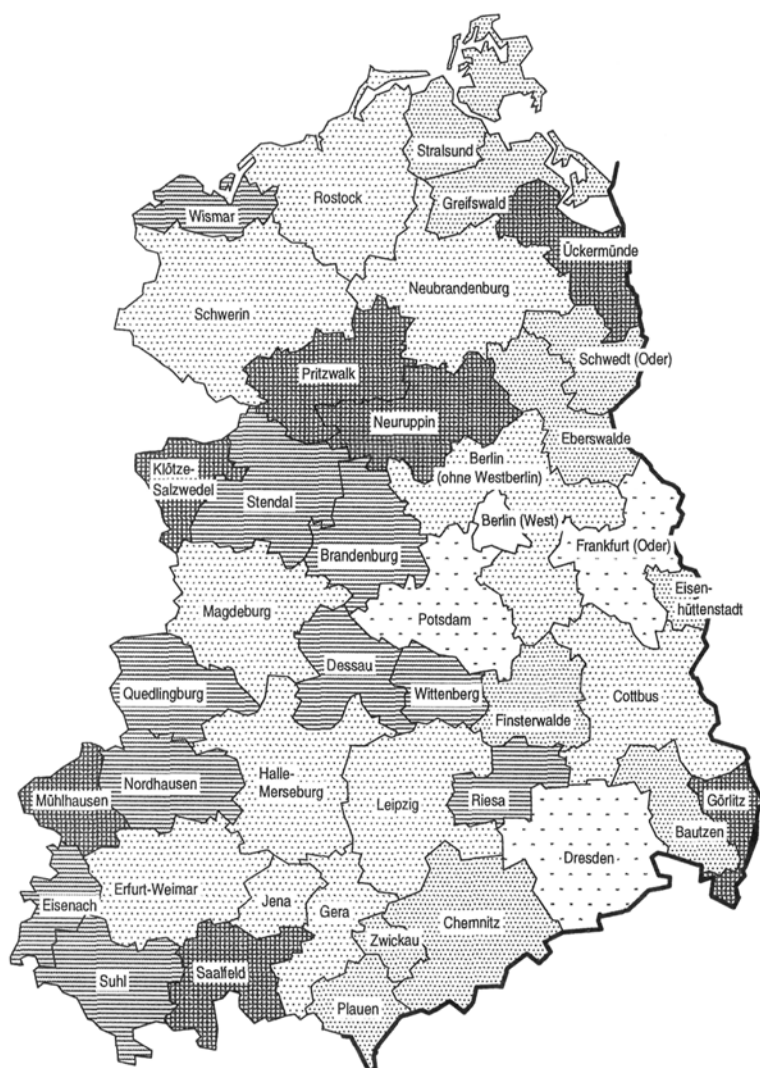 Stralsund
Rostock
Greifswald
Wismar
Ückermünde
Neubrandenburg
Schwerin
Schwedt (Oder)
Pritzwalk
Neuruppin
Eberswalde
Berlin
(ohne Westberlin)
Klötze-
Salzwedel
Stendal
Berlin (West)
Frankfurt (Oder)
Brandenburg
Eisen-
hüttenstadt
Magdeburg
Potsdam
Dessau
Quedlingburg
Wittenberg
Cottbus
Finsterwalde
Halle-
Merseburg
Nordhausen
Mühlhausen
Leipzig
Riesa
Görlitz
Bautzen
Dresden
Erfurt-Weimar
Eisenach
Jena
Gera
Chemnitz
Zwickau
Suhl
Saalfeld
Plauen